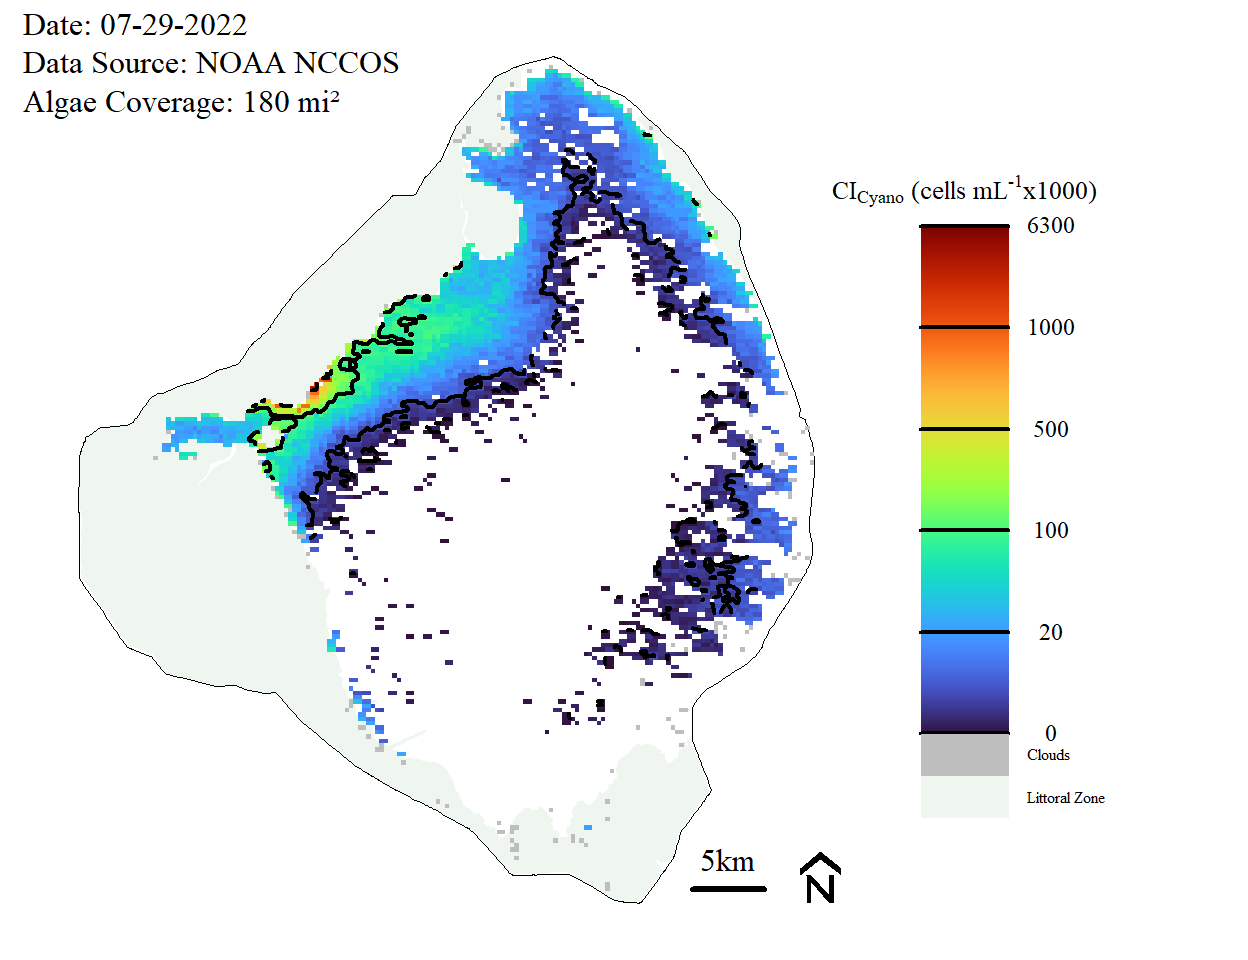 Date: 07-29-2022
Data Source: NOAA NCCOS
Algae Coverage: 180 mi²
CI_Cyano (cells mL⁻¹x1000)
6300
1000
500
100
20
0
Clouds
Littoral Zone
5km
N